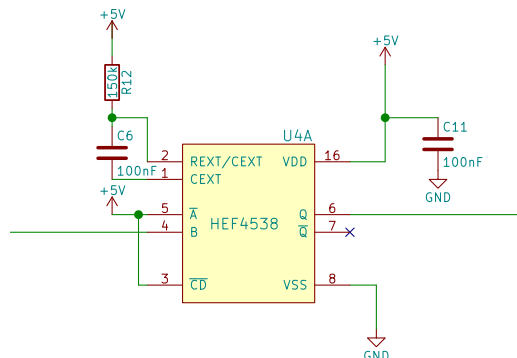 +5V
150k
R12
C6
100nF
+5V
U4A
2 REXT/CEXT VDD 16
1 CEXT
5 A Q 6
4 B Q 7
HEF4538
3 CD VSS 8
+5V
C11
100nF
GND
GND